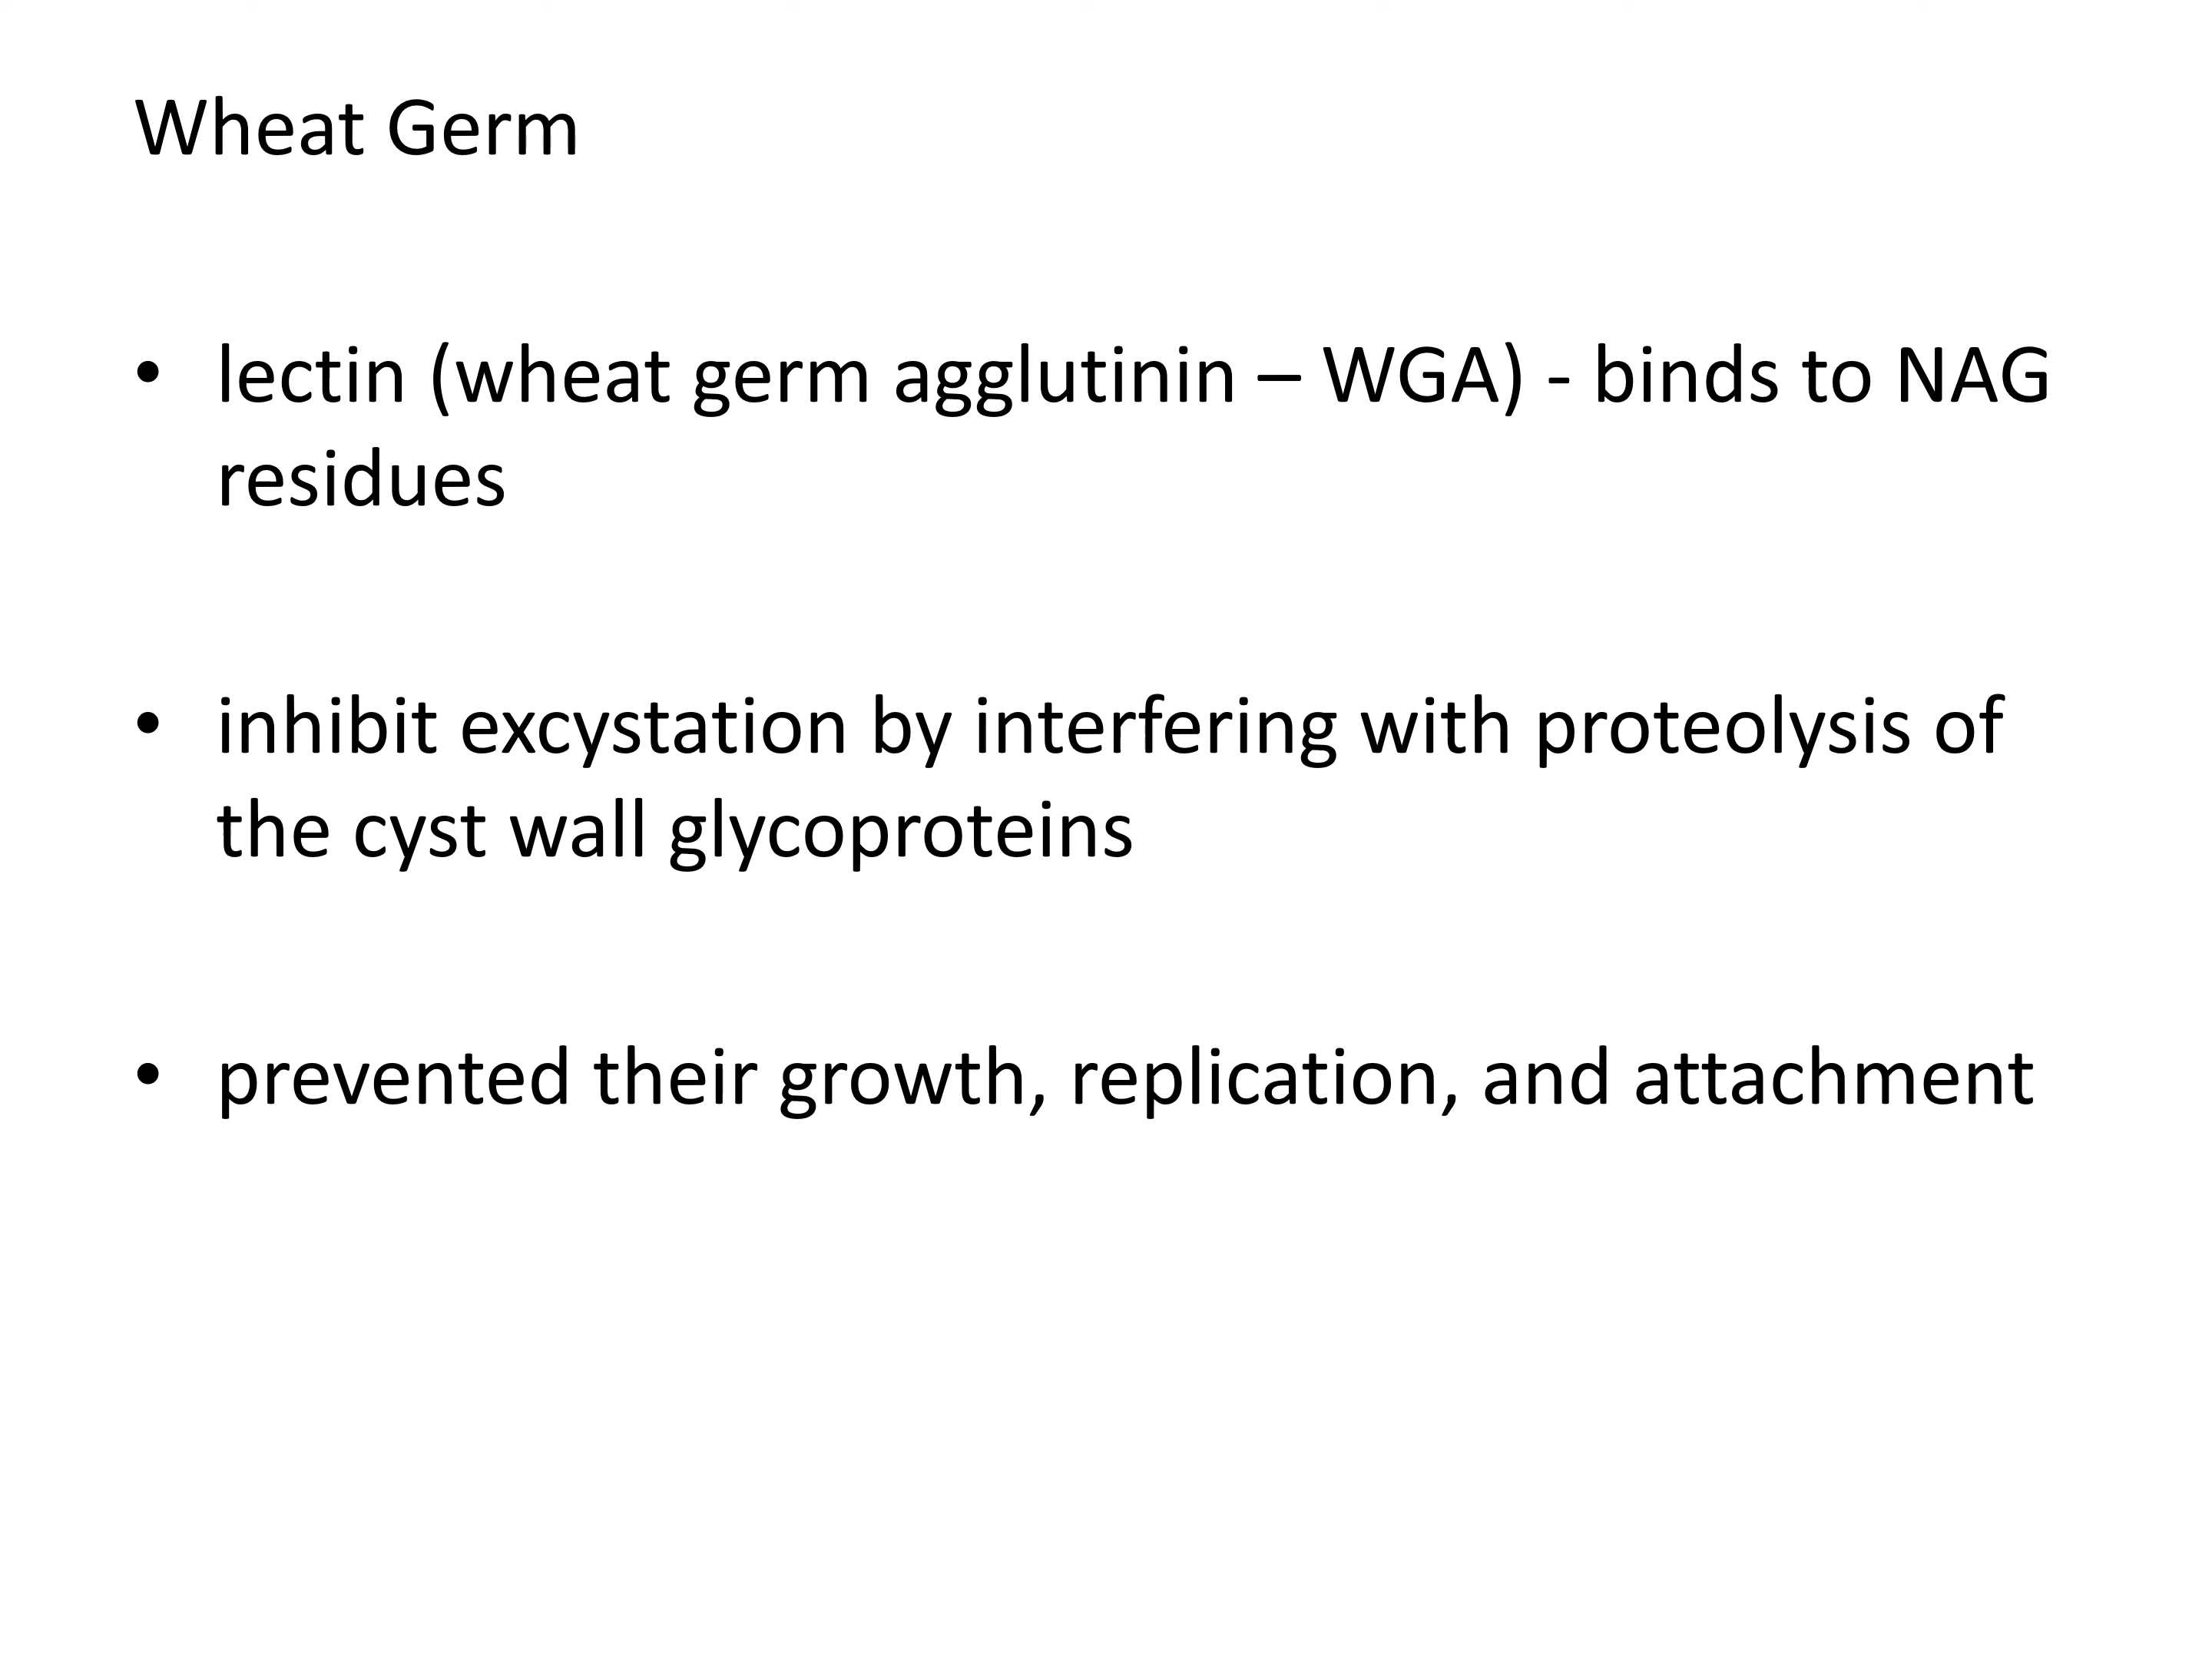 Wheat Germ
• lectin (wheat germ agglutinin – WGA) - binds to NAG
residues
• inhibit excystation by interfering with proteolysis of
the cyst wall glycoproteins
• prevented their growth, replication, and attachment